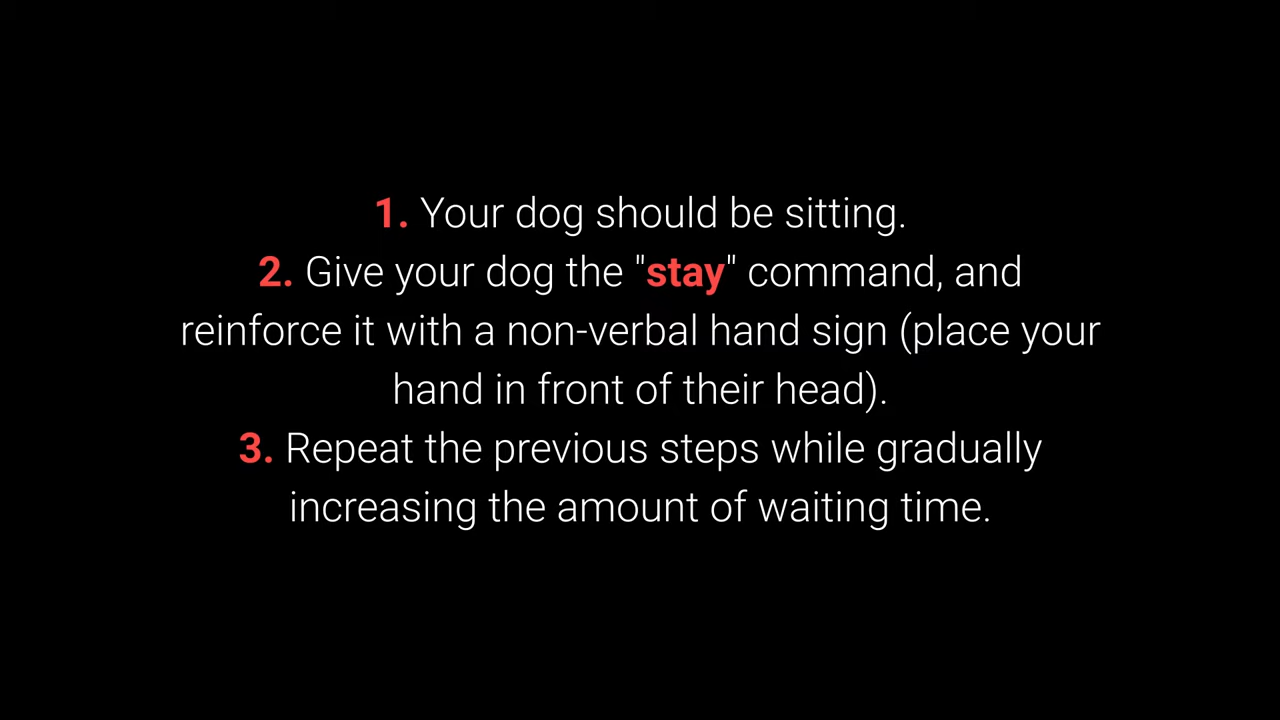 1. Your dog should be sitting.
2. Give your dog the "stay" command, and
reinforce it with a non-verbal hand sign (place your
hand in front of their head).
3. Repeat the previous steps while gradually
increasing the amount of waiting time.